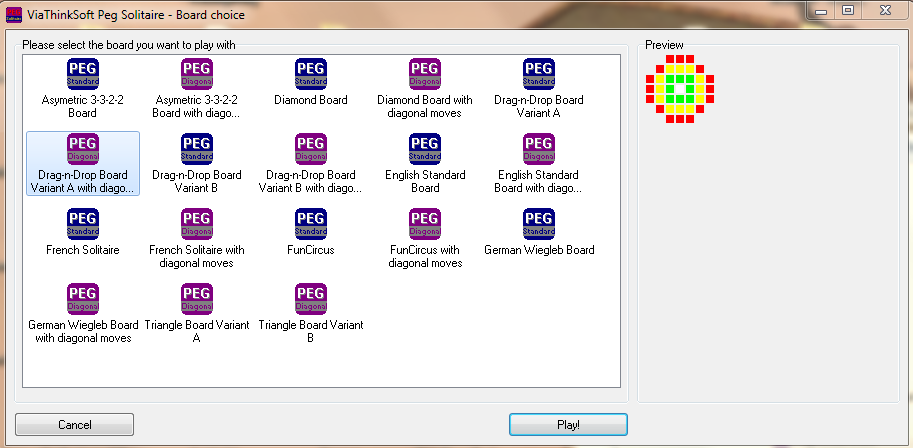 ViaThinkSoft Peg Solitaire - Board choice
Please select the board you want to play with
Preview
PEG PEG PEG PEG PEG
Standard Diagonal Standard Diagonal Standard
Asymetric 3-3-2-2 Asymetric 3-3-2-2 Diamond Board Diamond Board with Drag-n-Drop Board
Board Board with diago... diagonal moves Variant A
PEG PEG PEG PEG PEG
Diagonal Standard Diagonal Standard Diagonal
Drag-n-Drop Board Drag-n-Drop Board Drag-n-Drop Board English Standard English Standard
Variant A with diago... Variant B Variant B with diago... Board Board with diago...
PEG PEG PEG PEG PEG
Standard Diagonal Standard Diagonal Standard
French Solitaire French Solitaire with FunCircus FunCircus with German Wiegleb Board
diagonal moves diagonal moves
PEG PEG PEG
Diagonal Diagonal Diagonal
German Wiegleb Board Triangle Board Variant Triangle Board Variant
with diagonal moves A B
Cancel Play!